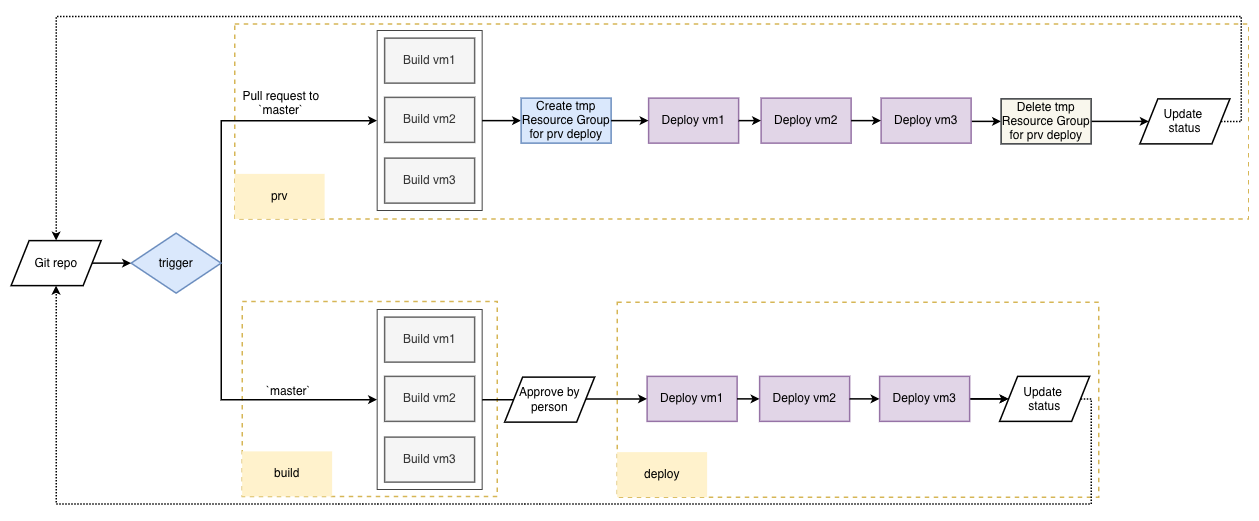 Build vm1
Pull request to
`master`
Build vm2
Create tmp
Resource Group
for prv deploy
Deploy vm1
Deploy vm2
Deploy vm3
Delete tmp
Resource Group
for prv deploy
Update
status
Build vm3
prv
Git repo
trigger
Build vm1
`master`
Build vm2
Approve by
person
Deploy vm1
Deploy vm2
Deploy vm3
Update
status
Build vm3
build
deploy